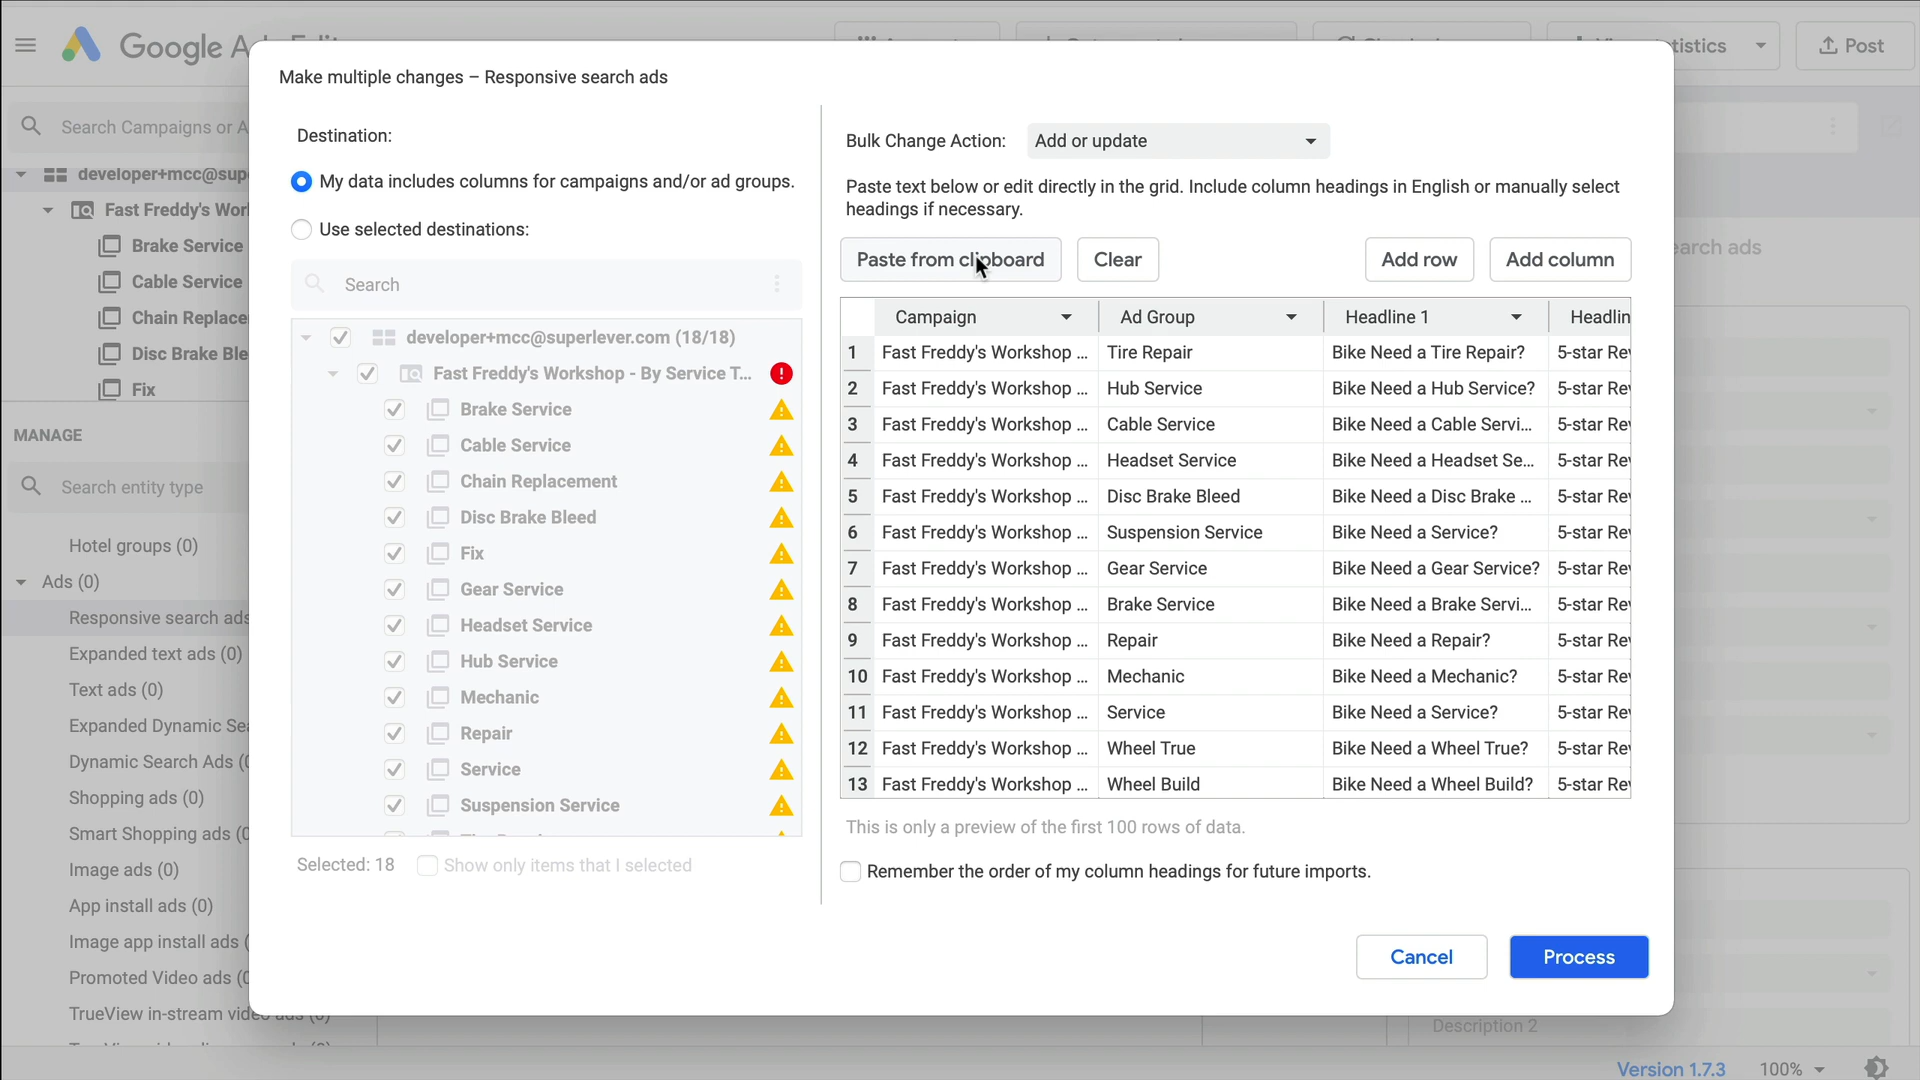 Google A
Post
Search Campaigns or A
developer+mcc@supe
Fast Freddy's Wor
Brake Service
Cable Service
Chain Replace
Disc Brake Ble
Fix
MANAGE
Search entity type
Hotel groups (0)
Ads (0)
Responsive search ads
Expanded text ads (0)
Text ads (0)
Expanded Dynamic Sea
Dynamic Search Ads (0
Shopping ads (0)
Smart Shopping ads (0
Image ads (0)
App install ads (0)
Image app install ads (
Promoted Video ads (0
TrueView in-stream video ads (0)
Make multiple changes – Responsive search ads
Destination:
My data includes columns for campaigns and/or ad groups.
Use selected destinations:
Search
developer+mcc@superlever.com (18/18)
Fast Freddy's Workshop - By Service T...
Brake Service
Cable Service
Chain Replacement
Disc Brake Bleed
Fix
Gear Service
Headset Service
Hub Service
Mechanic
Repair
Service
Suspension Service
Selected: 18 Show only items that I selected
Bulk Change Action: Add or update
Paste text below or edit directly in the grid. Include column headings in English or manually select
headings if necessary.
Paste from clipboard Clear Add row Add column
Campaign Ad Group Headline 1 Headlin
1 Fast Freddy's Workshop ... Tire Repair Bike Need a Tire Repair? 5-star Re
2 Fast Freddy's Workshop ... Hub Service Bike Need a Hub Service? 5-star Re
3 Fast Freddy's Workshop ... Cable Service Bike Need a Cable Servi... 5-star Re
4 Fast Freddy's Workshop ... Headset Service Bike Need a Headset Se... 5-star Re
5 Fast Freddy's Workshop ... Disc Brake Bleed Bike Need a Disc Brake ... 5-star Re
6 Fast Freddy's Workshop ... Suspension Service Bike Need a Service? 5-star Re
7 Fast Freddy's Workshop ... Gear Service Bike Need a Gear Service? 5-star Re
8 Fast Freddy's Workshop ... Brake Service Bike Need a Brake Servi... 5-star Re
9 Fast Freddy's Workshop ... Repair Bike Need a Repair? 5-star Re
10 Fast Freddy's Workshop ... Mechanic Bike Need a Mechanic? 5-star Re
11 Fast Freddy's Workshop ... Service Bike Need a Service? 5-star Re
12 Fast Freddy's Workshop ... Wheel True Bike Need a Wheel True? 5-star Re
13 Fast Freddy's Workshop ... Wheel Build Bike Need a Wheel Build? 5-star Re
This is only a preview of the first 100 rows of data.
Remember the order of my column headings for future imports.
Cancel Process
tistics
earch ads
Description 2
Version 1.7.3 100%